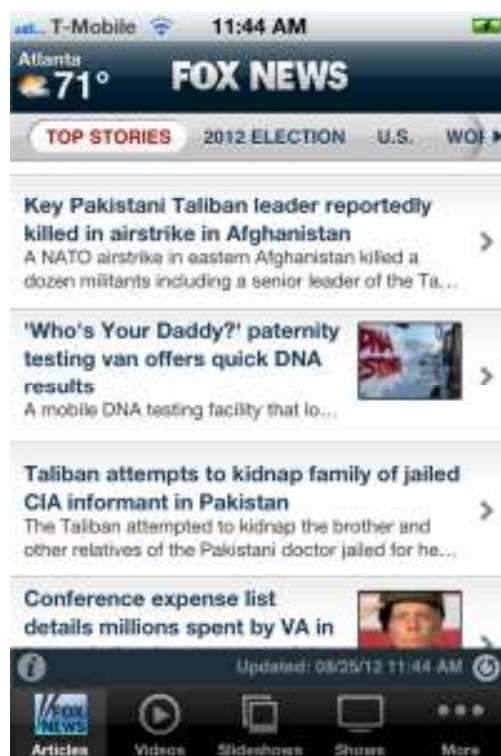 T-Mobile 11:44 AM
Atlanta
71°
FOX NEWS
TOP STORIES 2012 ELECTION U.S. WO
Key Pakistani Taliban leader reportedly
killed in airstrike in Afghanistan
A NATO airstrike in eastern Afghanistan killed a
dozen militants including a senior leader of the Ta...
'Who's Your Daddy?' paternity
testing van offers quick DNA
results
A mobile DNA testing facility that lo...
DNA
Taliban attempts to kidnap family of jailed
CIA informant in Pakistan
The Taliban attempted to kidnap the brother and
other relatives of the Pakistani doctor jailed for he...
Conference expense list
details millions spent by VA in
Updated: 08/25/12 11:44 AM
FOX
NEWS
Articles Videos Slideshows Shows More